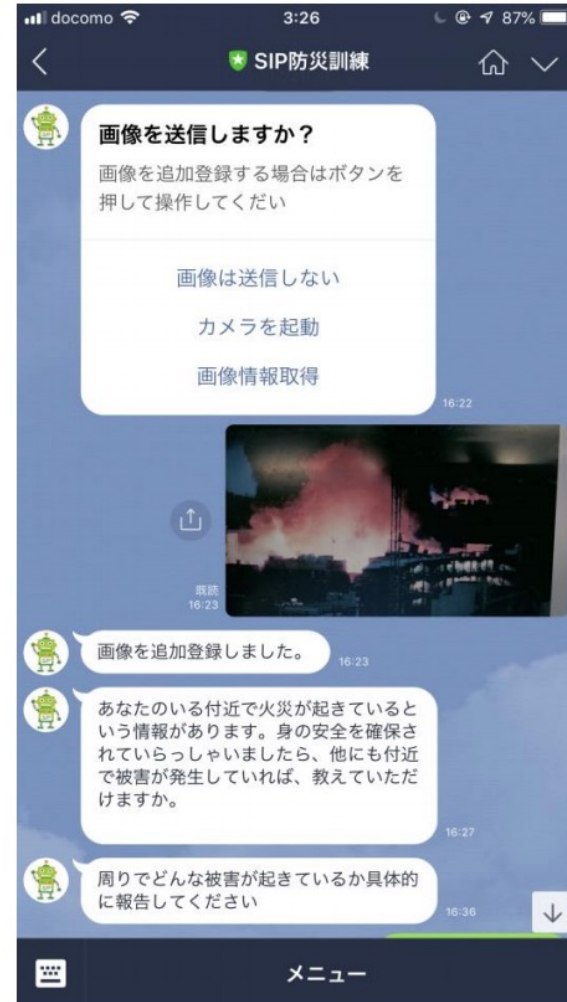 docomo 3:26 87%
SIP防災訓練
画像を送信しますか？
画像を追加登録する場合はボタンを
押して操作してくだい
画像は送信しない
カメラを起動
画像情報取得
16:22
既読
16:23
画像を追加登録しました。
16:23
あなたのいる付近で火災が起きていると
いう情報があります。身の安全を確保さ
れていらっしゃいましたら、他にも付近
で被害が発生していれば、教えていただ
けますか。
16:27
周りでどんな被害が起きているか具体的
に報告してください
16:36
メニュー